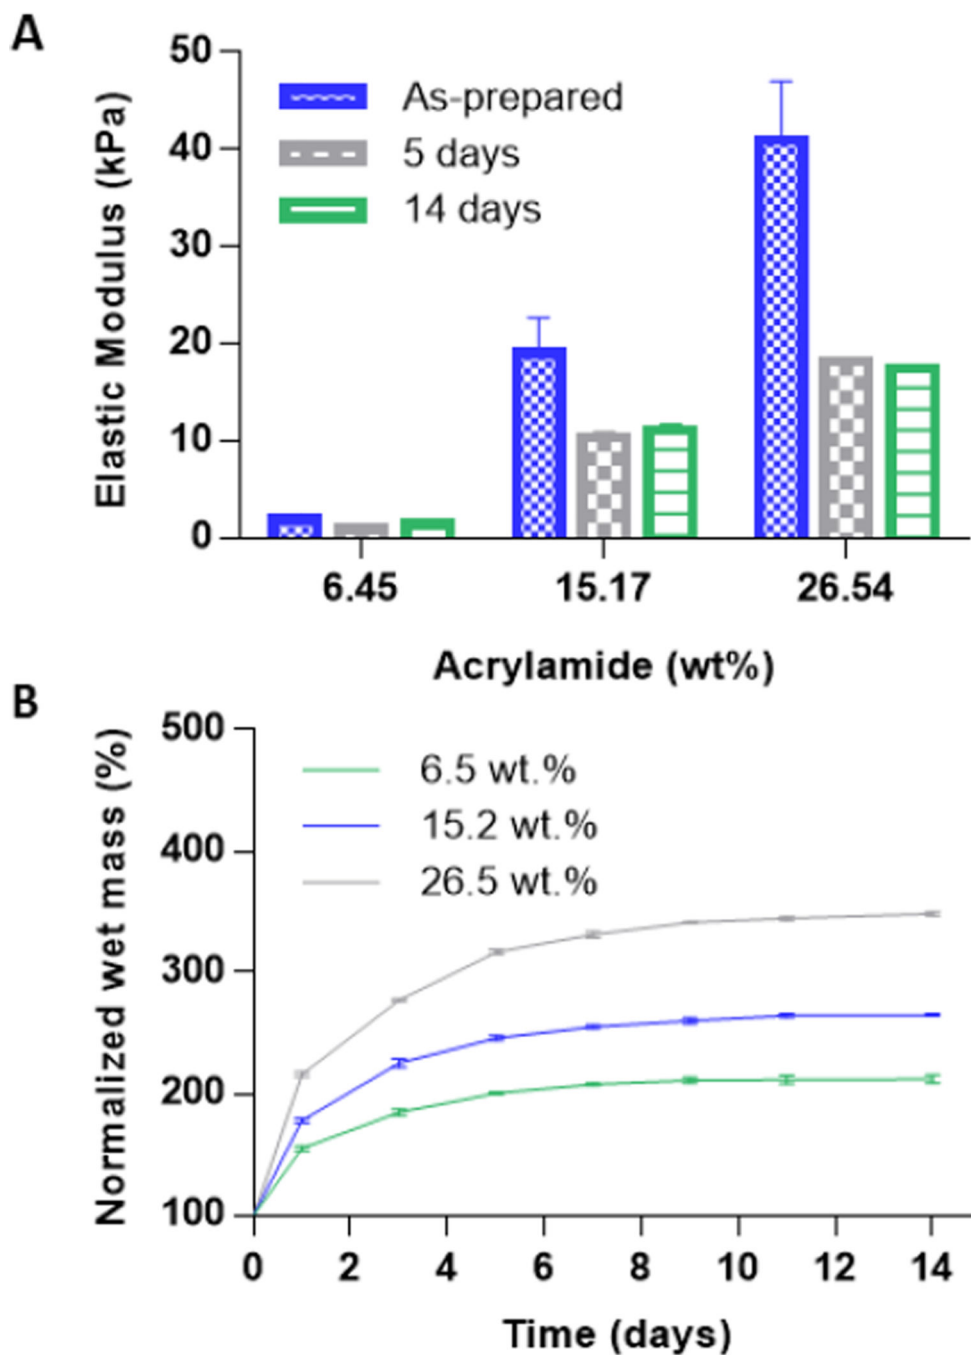 A
Elastic Modulus (kPa)
50
40
30
20
10
0
As-prepared
5 days
14 days
6.45 15.17 26.54
Acrylamide (wt%)
B
Normalized wet mass (%)
500
400
300
200
100
6.5 wt.%
15.2 wt.%
26.5 wt.%
0 2 4 6 8 10 12 14
Time (days)